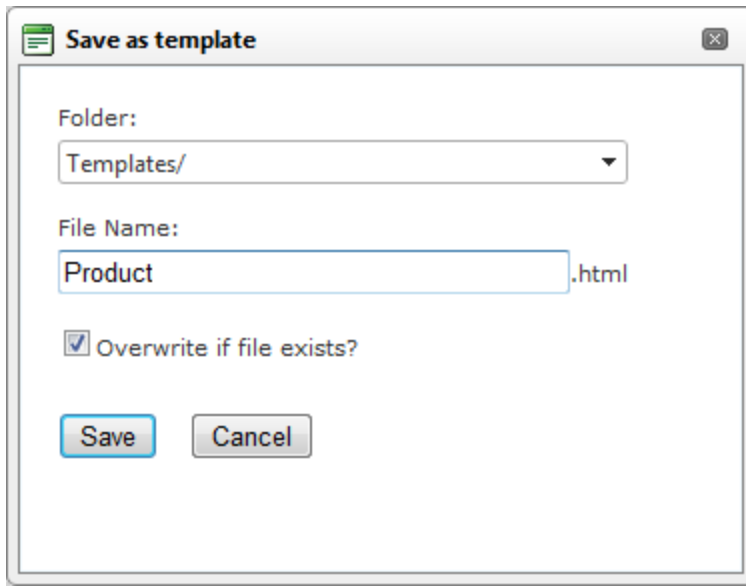 Save as template
Folder:
Templates/
File Name:
Product .html
Overwrite if file exists?
Save Cancel